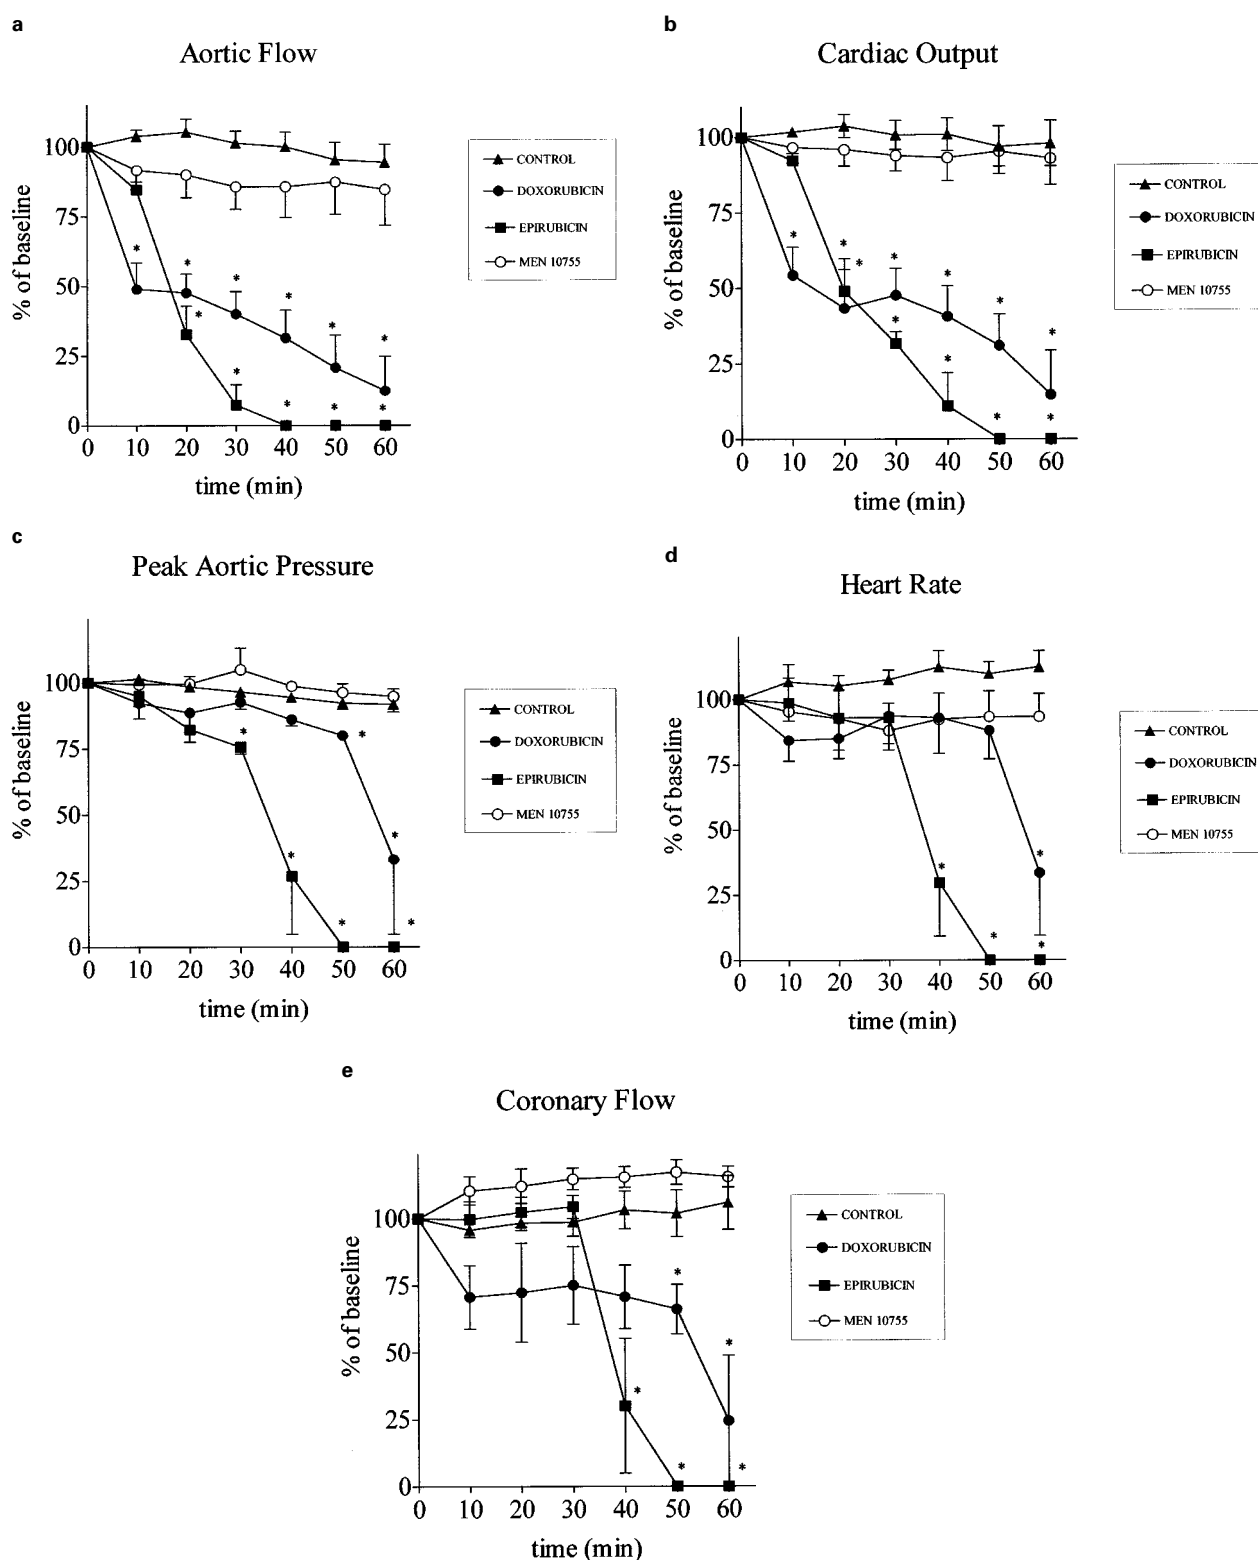 a
Aortic Flow
% of baseline
100
75
50
25
0
0 10 20 30 40 50 60
time (min)
CONTROL
DOXORUBICIN
EPIRUBICIN
MEN 10755
* * * * * *
* * * * *
b
Cardiac Output
% of baseline
100
75
50
25
0
0 10 20 30 40 50 60
time (min)
CONTROL
DOXORUBICIN
EPIRUBICIN
MEN 10755
* * * * * * *
* * * *
c
Peak Aortic Pressure
% of baseline
100
75
50
25
0
0 10 20 30 40 50 60
time (min)
CONTROL
DOXORUBICIN
EPIRUBICIN
MEN 10755
* * * * * *
d
Heart Rate
% of baseline
100
75
50
25
0
0 10 20 30 40 50 60
time (min)
CONTROL
DOXORUBICIN
EPIRUBICIN
MEN 10755
* * * *
e
Coronary Flow
% of baseline
100
75
50
25
0
0 10 20 30 40 50 60
time (min)
CONTROL
DOXORUBICIN
EPIRUBICIN
MEN 10755
* * * * *